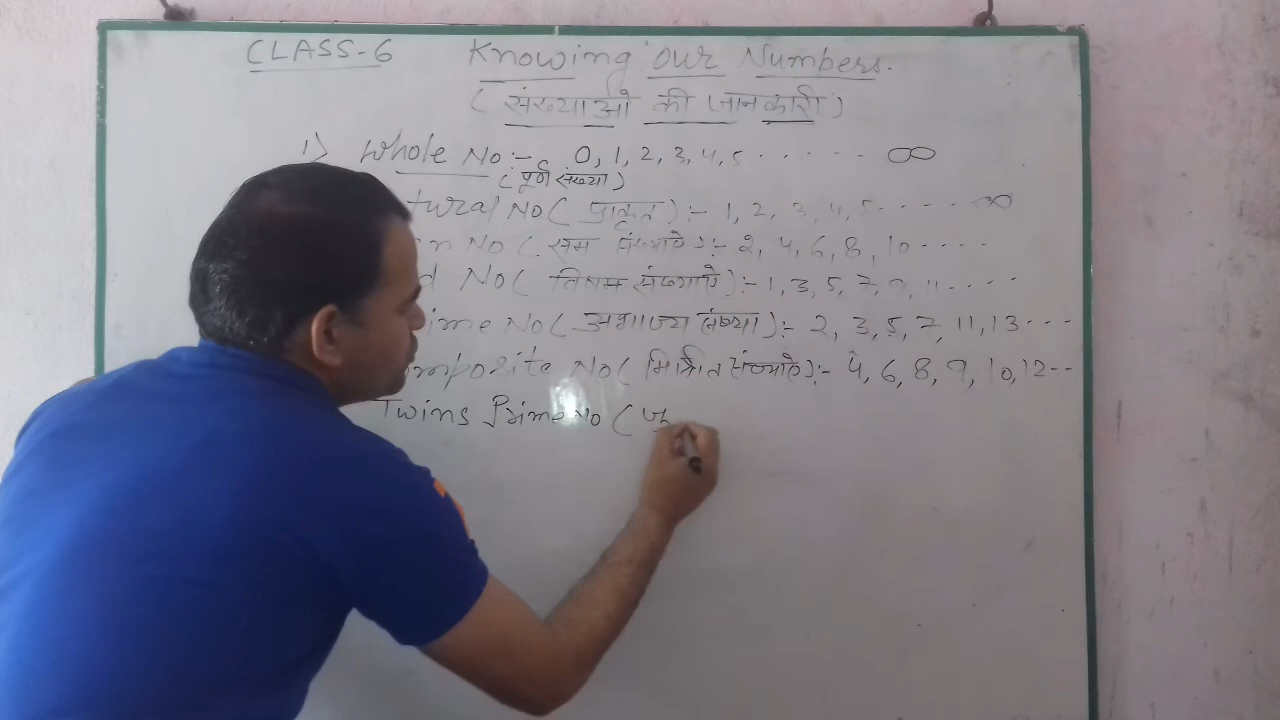 CLASS-6 Knowing our Numbers.
(संख्याओं की जानकारी)
1) Whole No:- 0, 1, 2, 3, 4, 5 . . . . . . ∞
(पूर्ण संख्या)
tural No ( प्राकृत ) :- 1, 2, 3, 4, 5 - . . . . ∞
n No ( सम संख्याऐ ) :- 2, 4, 6, 8, 10 - - - -
d No ( विषम संख्याऐ ) :- 1, 3, 5, 7, 9, 11 - - - -
ime No ( अभाज्य संख्या ) :- 2, 3, 5, 7, 11, 13 - - -
omposite No ( मिश्रित संख्याऐ ) :- 4, 6, 8, 9, 10, 12 - -
Twins Prime No (